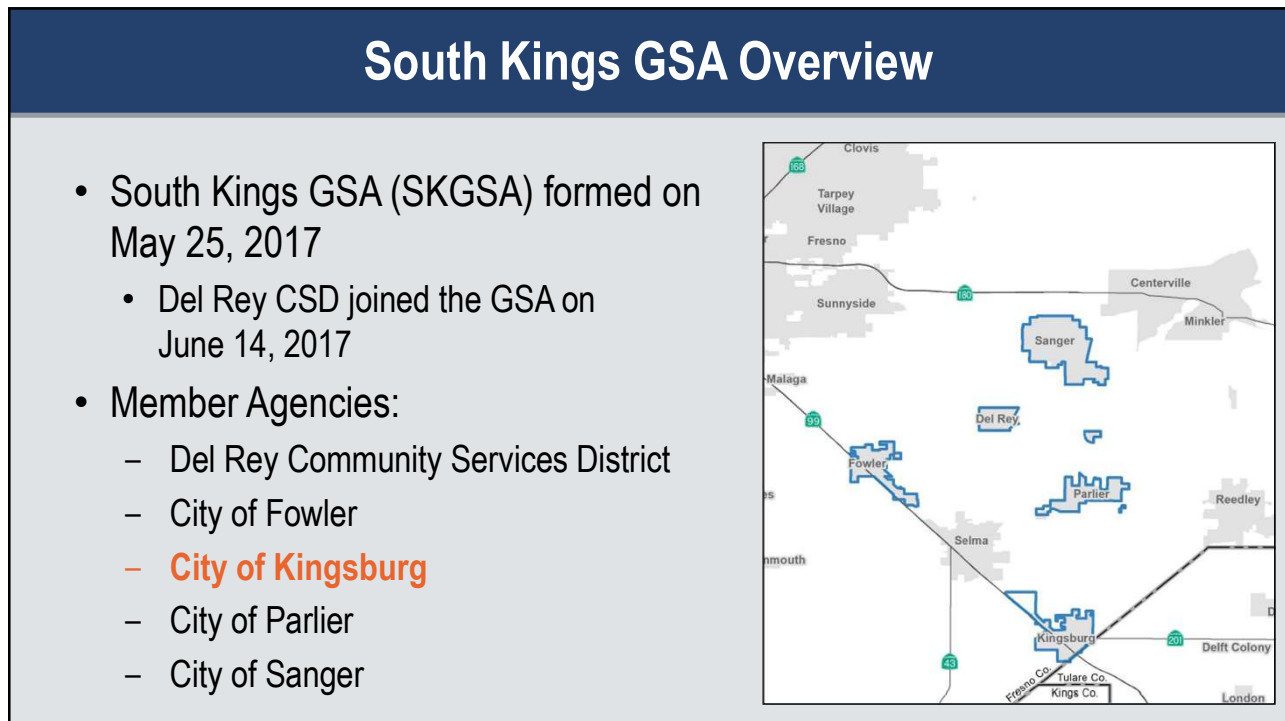 South Kings GSA Overview
• South Kings GSA (SKGSA) formed on
May 25, 2017
• Del Rey CSD joined the GSA on
June 14, 2017
• Member Agencies:
– Del Rey Community Services District
– City of Fowler
– City of Kingsburg
– City of Parlier
– City of Sanger
Clovis
168
Tarpey
Village
Fresno
Sunnyside
180
Centerville
Minkler
Sanger
Malaga
99
Del Rey
Fowler
Parlier
Reedley
Selma
Kingsburg
201
Delft Colony
43
Fresno Co.
Tulare Co.
Kings Co.
London